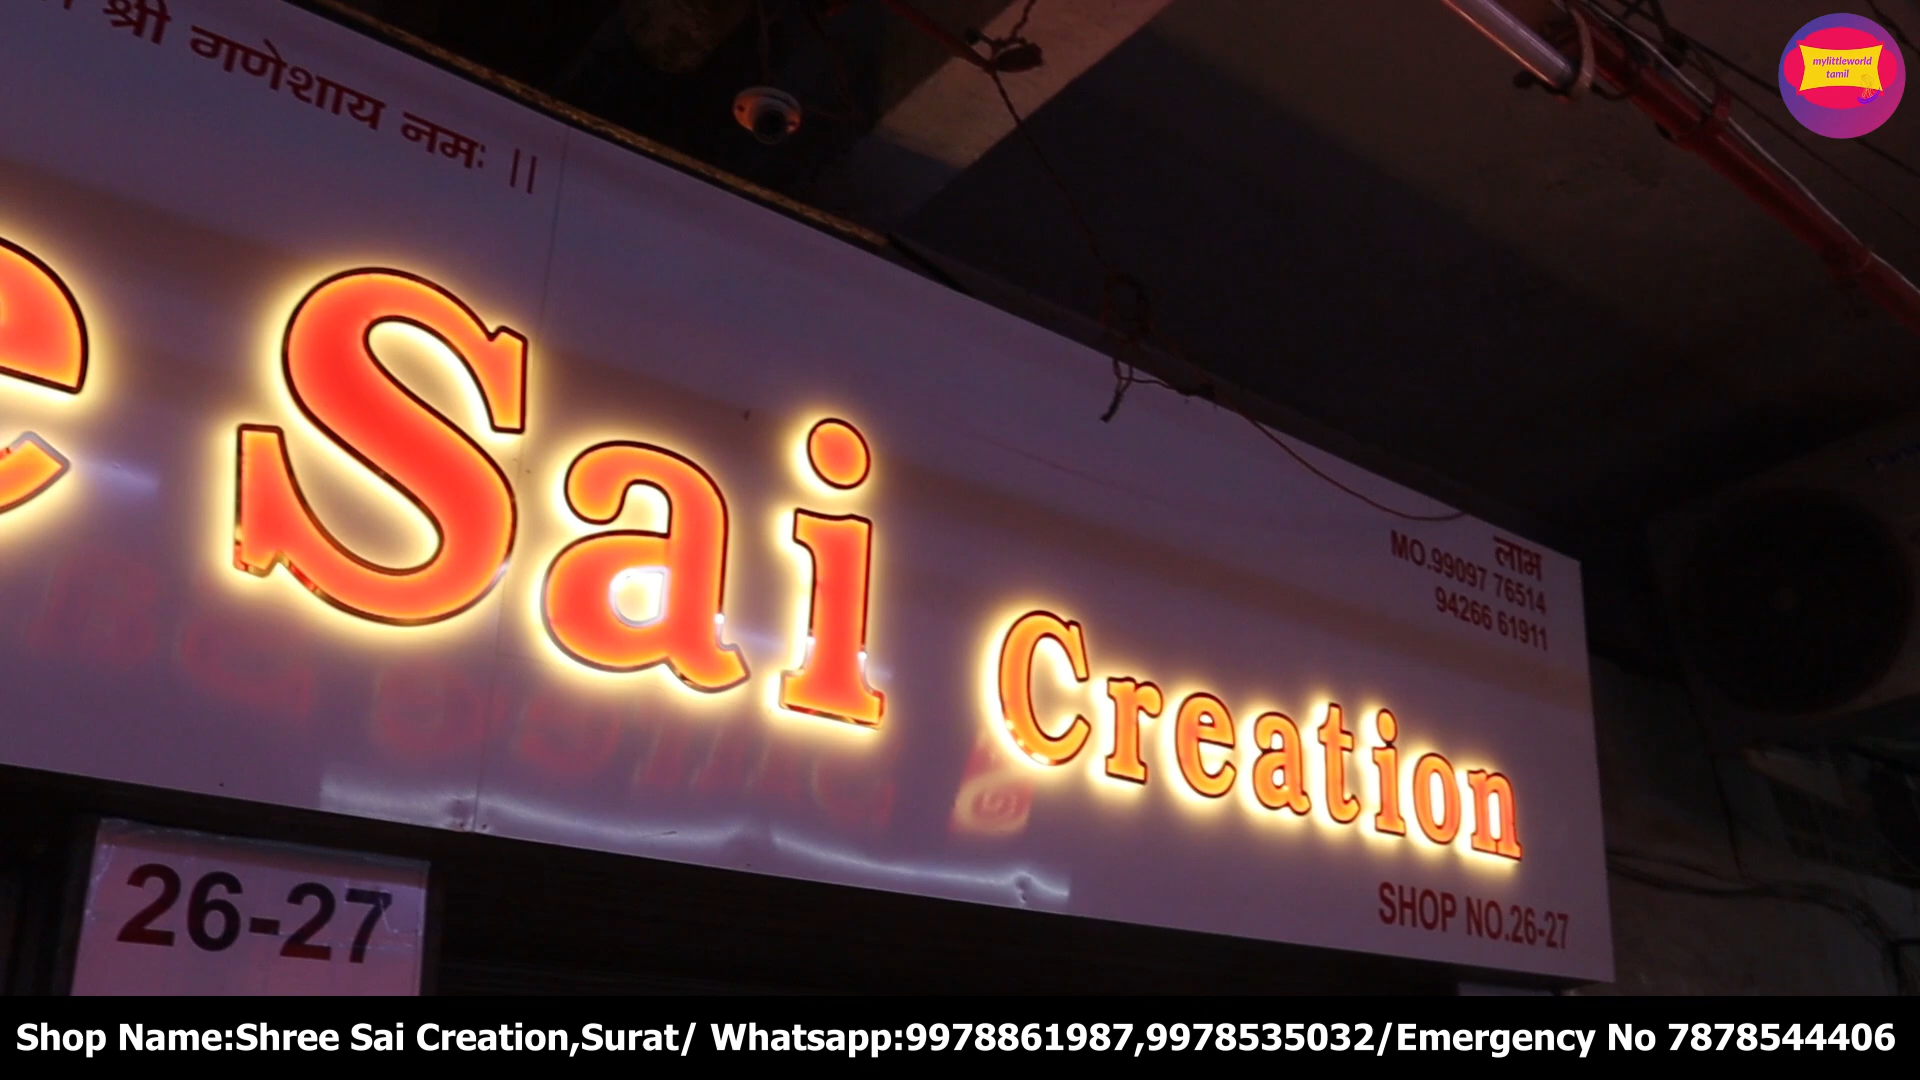 श्री गणेशाय नमः ||
mylittleworld
tamil
e Sai Creation
लाभ
MO.99097 76514
94266 61911
SHOP NO.26-27
26-27
Shop Name:Shree Sai Creation,Surat/ Whatsapp:9978861987,9978535032/Emergency No 7878544406